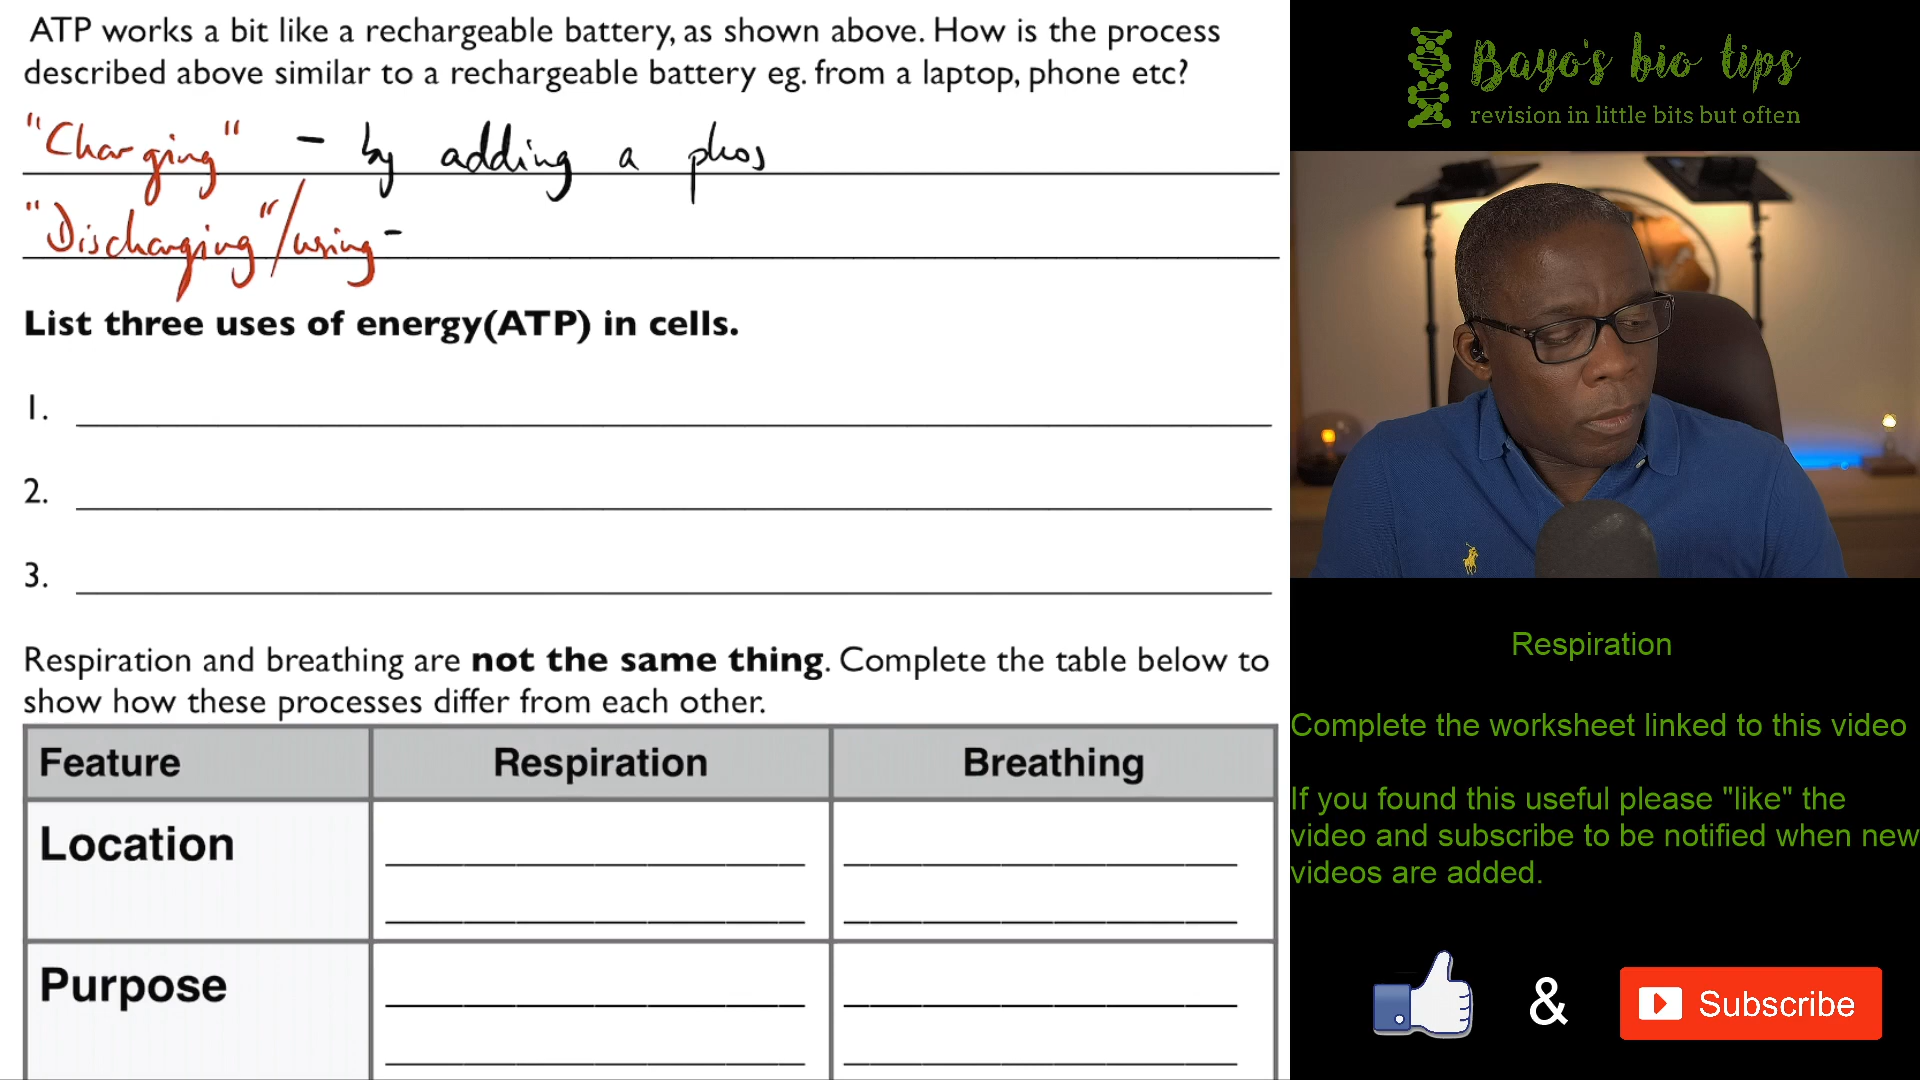 ATP works a bit like a rechargeable battery, as shown above. How is the process
described above similar to a rechargeable battery eg. from a laptop, phone etc?
"Charging" - by adding a phos
"Discharging"/using -
List three uses of energy(ATP) in cells.
1.
2.
3.
Respiration and breathing are not the same thing. Complete the table below to
show how these processes differ from each other.
Feature Respiration Breathing
Location
Purpose
Bayo's bio tips
revision in little bits but often
Respiration
Complete the worksheet linked to this video
If you found this useful please "like" the
video and subscribe to be notified when new
videos are added.
& Subscribe